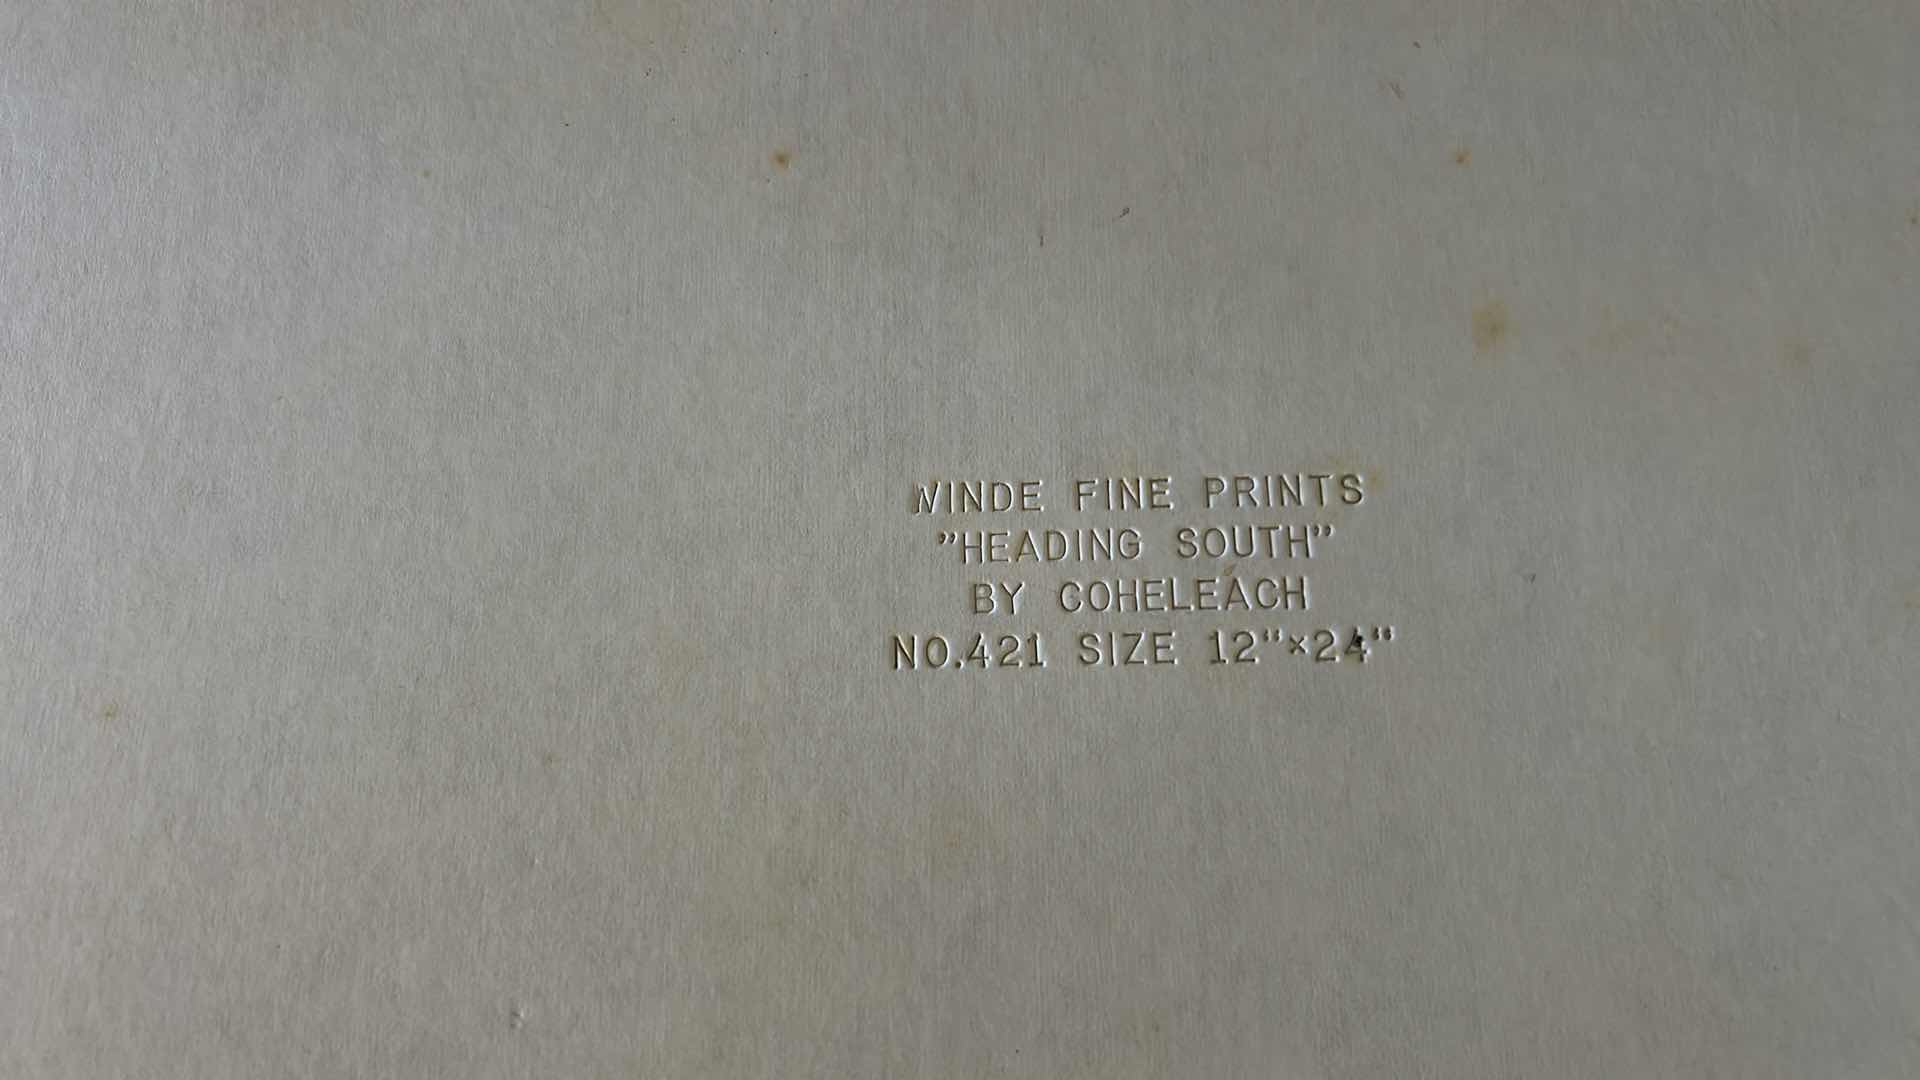 WINDE FINE PRINTS
"HEADING SOUTH"
BY COHELEACH
NO.421 SIZE 12"×24"